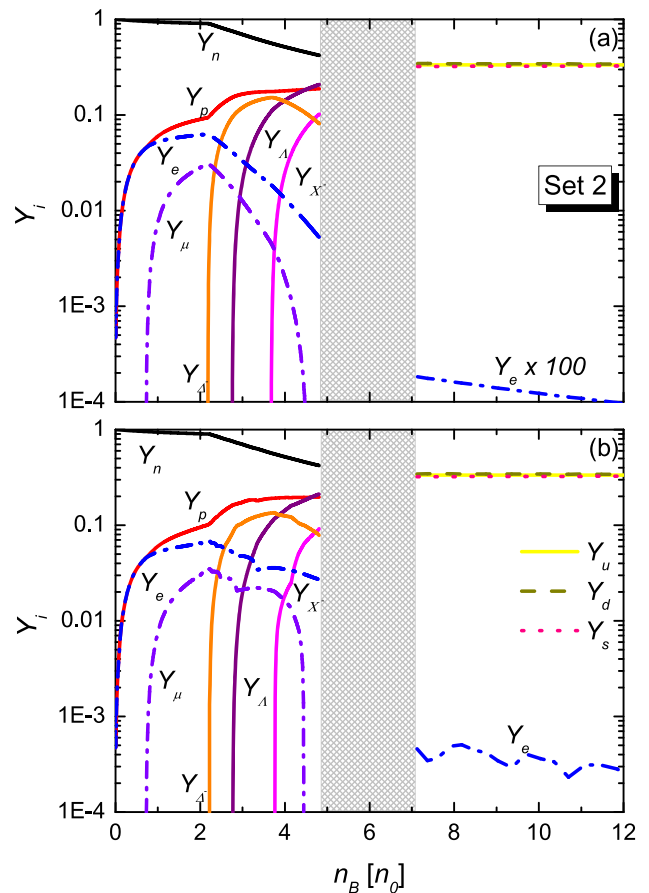 (a)
1
0.1
0.01
1E-3
1E-4
Y_i
Y_n
Y_p
Y_e
Y_μ
Y_Δ-
Y_Λ
Y_X-
Set 2
Y_e x 100
(b)
1
0.1
0.01
1E-3
1E-4
Y_i
Y_n
Y_p
Y_e
Y_μ
Y_Δ-
Y_Λ
Y_X-
Y_u
Y_d
Y_s
Y_e
0 2 4 6 8 10 12
n_B [n_0]